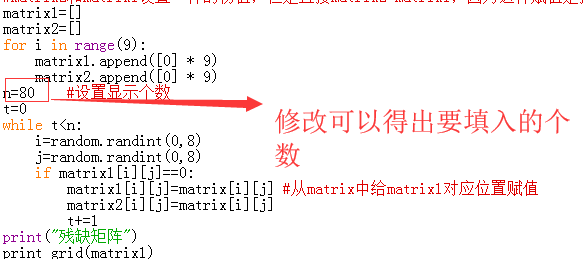 matrix1=[]
matrix2=[]
for i in range(9):
    matrix1.append([0] * 9)
    matrix2.append([0] * 9)
n=80    #设置显示个数
t=0
修改可以得出要填入的个
数
while t<n:
    i=random.randint(0,8)
    j=random.randint(0,8)
    if matrix1[i][j]==0:
        matrix1[i][j]=matrix[i][j] #从matrix中给matrix1对应位置赋值
        matrix2[i][j]=matrix[i][j]
        t+=1
print("残缺矩阵")
print grid(matrix1)